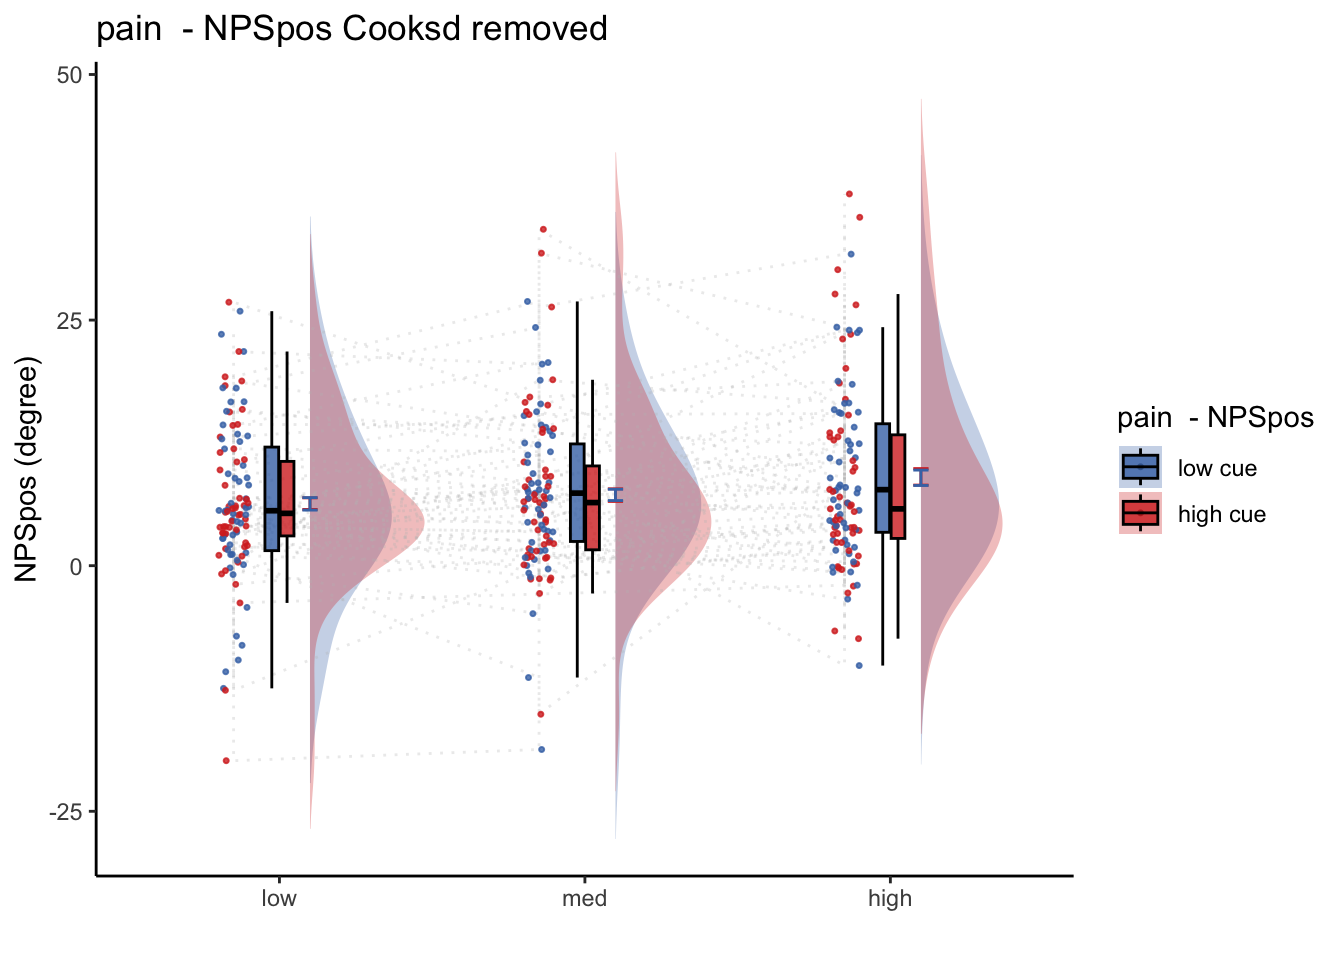 pain  - NPSpos Cooksd removed
50
25
0
-25
NPSpos (degree)
low
med
high
pain  - NPSpos
low cue
high cue